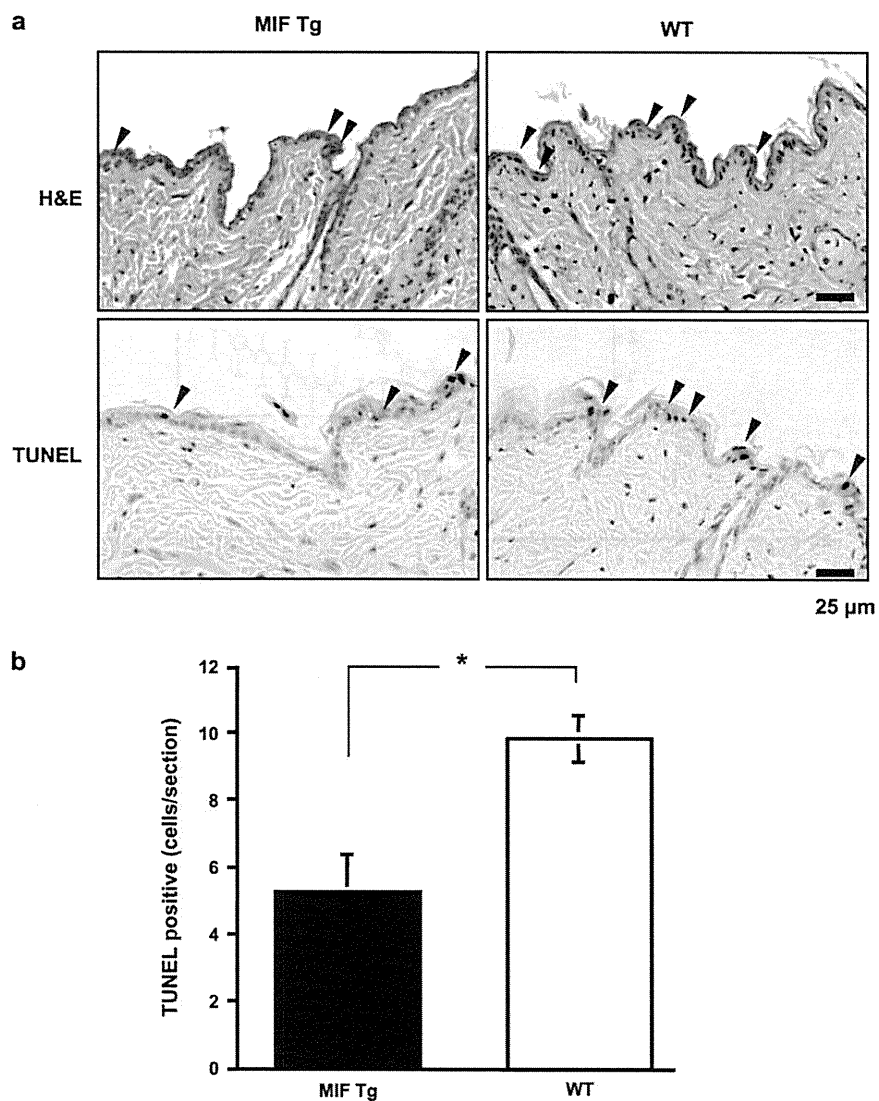 a
MIF Tg
WT
H&E
TUNEL
25 µm
b
*
TUNEL positive (cells/section)
12
10
8
6
4
2
0
MIF Tg
WT